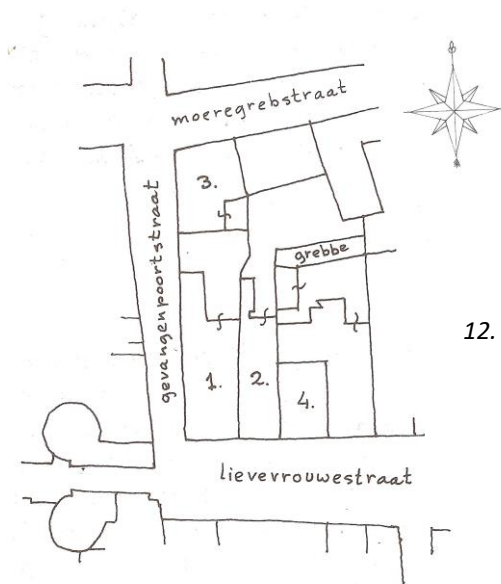 moeregrebstraat
3.
gevangenpoortstraat
grebbe
12.
1.
2.
4.
lievevrouwestraat